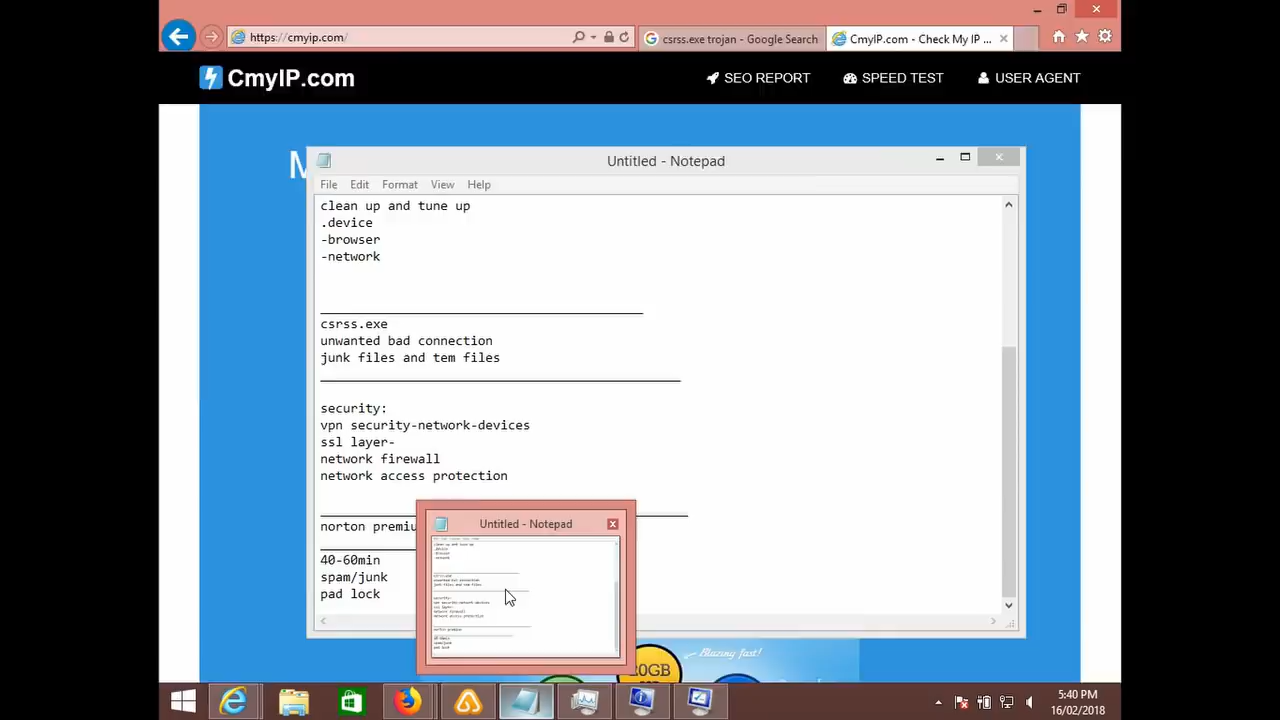 https://cmyip.com/
csrss.exe trojan - Google Search
CmyIP.com - Check My IP ...
CmyIP.com
SEO REPORT
SPEED TEST
USER AGENT
M
Untitled - Notepad
File Edit Format View Help
clean up and tune up
.device
-browser
-network
csrss.exe
unwanted bad connection
junk files and tem files
security:
vpn security-network-devices
ssl layer-
network firewall
network access protection
norton premiu
40-60min
spam/junk
pad lock
Untitled - Notepad
Blazing fast!
20GB
5:40 PM
16/02/2018